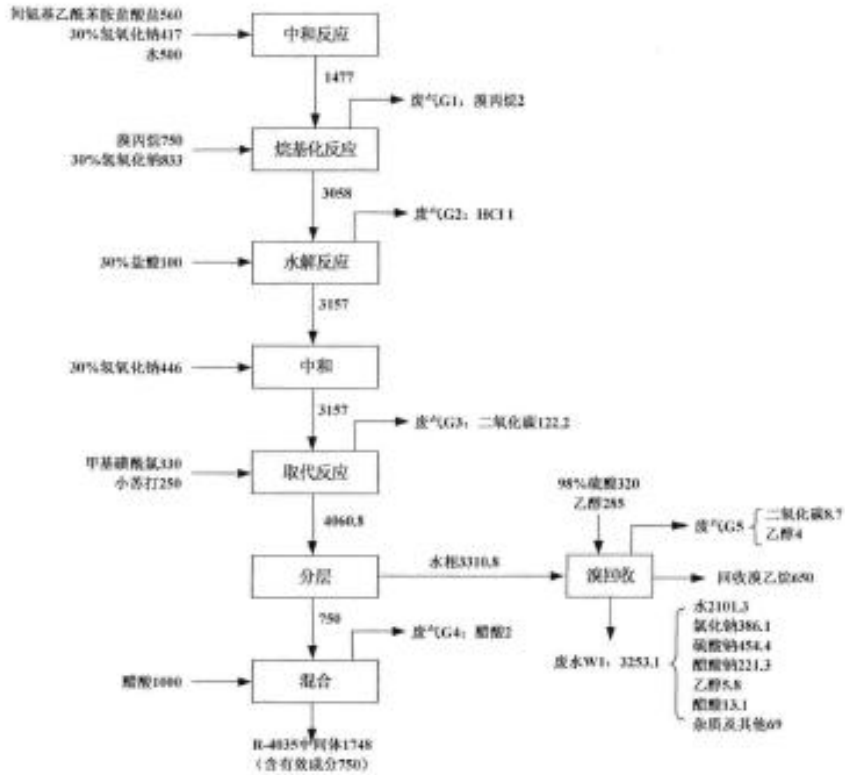 间氨基乙酰苯胺盐酸盐560
30%氢氧化钠417
水500
中和反应
1477
废气G1：溴丙烷2
溴丙烷750
30%氢氧化钠833
烷基化反应
3058
废气G2：HCl 1
30%盐酸100
水解反应
3157
30%氢氧化钠446
中和
3157
废气G3：二氧化碳122.2
甲基磺酰氯330
小苏打250
取代反应
98%硫酸320
乙醇285
4060.8
废气G5
二氧化碳8.7
乙醇4
分层
水相3310.8
溴回收
回收溴乙烷650
750
废气G4：醋酸2
醋酸1000
混合
废水W1：3253.1
水2101.3
氯化钠386.1
硫酸钠454.4
醋酸钠221.3
乙醇5.8
醋酸13.1
杂质及其他69
R-4035中间体1748
（含有效成分750）